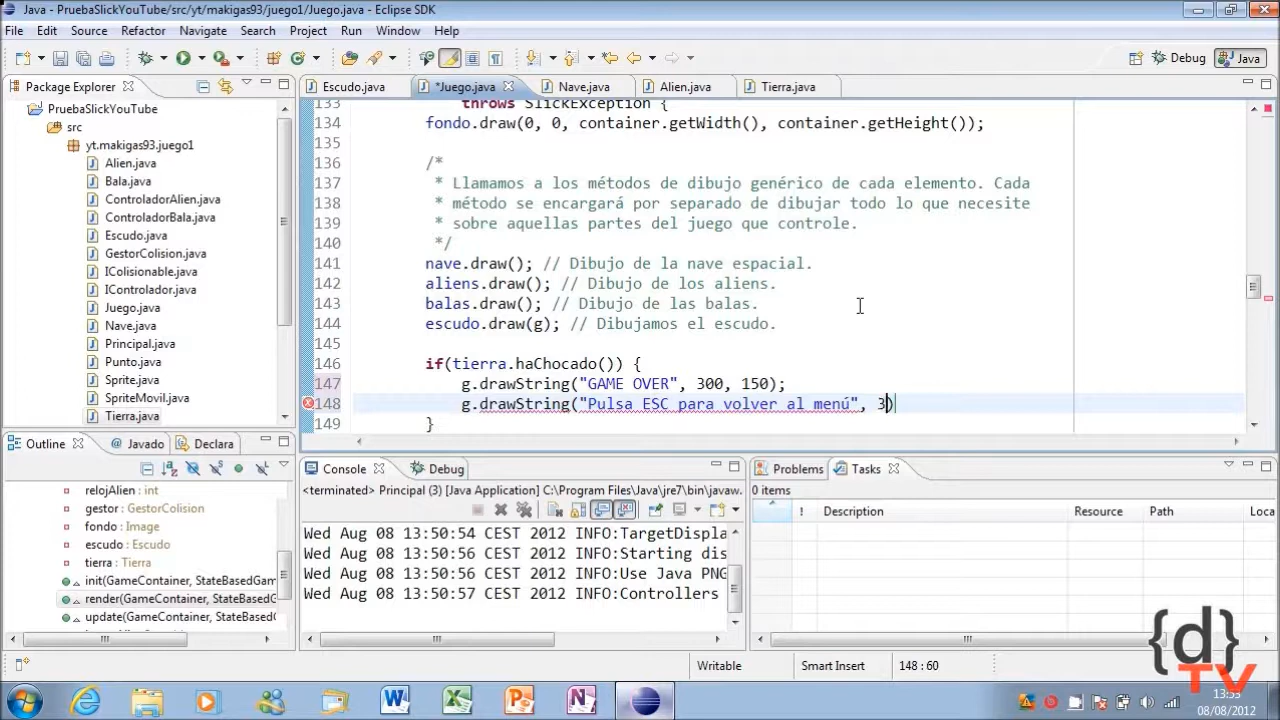 Java - PruebaSlickYouTube/src/yt/makigas93/juego1/Juego.java - Eclipse SDK
File Edit Source Refactor Navigate Search Project Run Window Help
Debug Java
Package Explorer
PruebaSlickYouTube
src
yt.makigas93.juego1
Alien.java
Bala.java
ControladorAlien.java
ControladorBala.java
Escudo.java
GestorColision.java
IColisionable.java
IControlador.java
Juego.java
Nave.java
Principal.java
Punto.java
Sprite.java
SpriteMovil.java
Tierra.java
Escudo.java *Juego.java Nave.java Alien.java Tierra.java
133 throws SlickException {
134 fondo.draw(0, 0, container.getWidth(), container.getHeight());
135
136 /*
137 * Llamamos a los métodos de dibujo genérico de cada elemento. Cada
138 * método se encargará por separado de dibujar todo lo que necesite
139 * sobre aquellas partes del juego que controle.
140 */
141 nave.draw(); // Dibujo de la nave espacial.
142 aliens.draw(); // Dibujo de los aliens.
143 balas.draw(); // Dibujo de las balas.
144 escudo.draw(g); // Dibujamos el escudo.
145
146 if(tierra.haChocado()) {
147 g.drawString("GAME OVER", 300, 150);
148 g.drawString("Pulsa ESC para volver al menú", 3)
149 }
Outline Javado Declara
relojAlien : int
gestor : GestorColision
fondo : Image
escudo : Escudo
tierra : Tierra
init(GameContainer, StateBasedGam
render(GameContainer, StateBasedG
update(GameContainer, StateBasedG
Console Debug
<terminated> Principal (3) [Java Application] C:\Program Files\Java\jre7\bin\javaw.
Wed Aug 08 13:50:54 CEST 2012 INFO:TargetDispla
Wed Aug 08 13:50:56 CEST 2012 INFO:Starting dis
Wed Aug 08 13:50:56 CEST 2012 INFO:Use Java PNG
Wed Aug 08 13:50:57 CEST 2012 INFO:Controllers
Problems Tasks
0 items
! Description Resource Path Loca
Writable Smart Insert 148 : 60
{d}
TV
13:53
08/08/2012